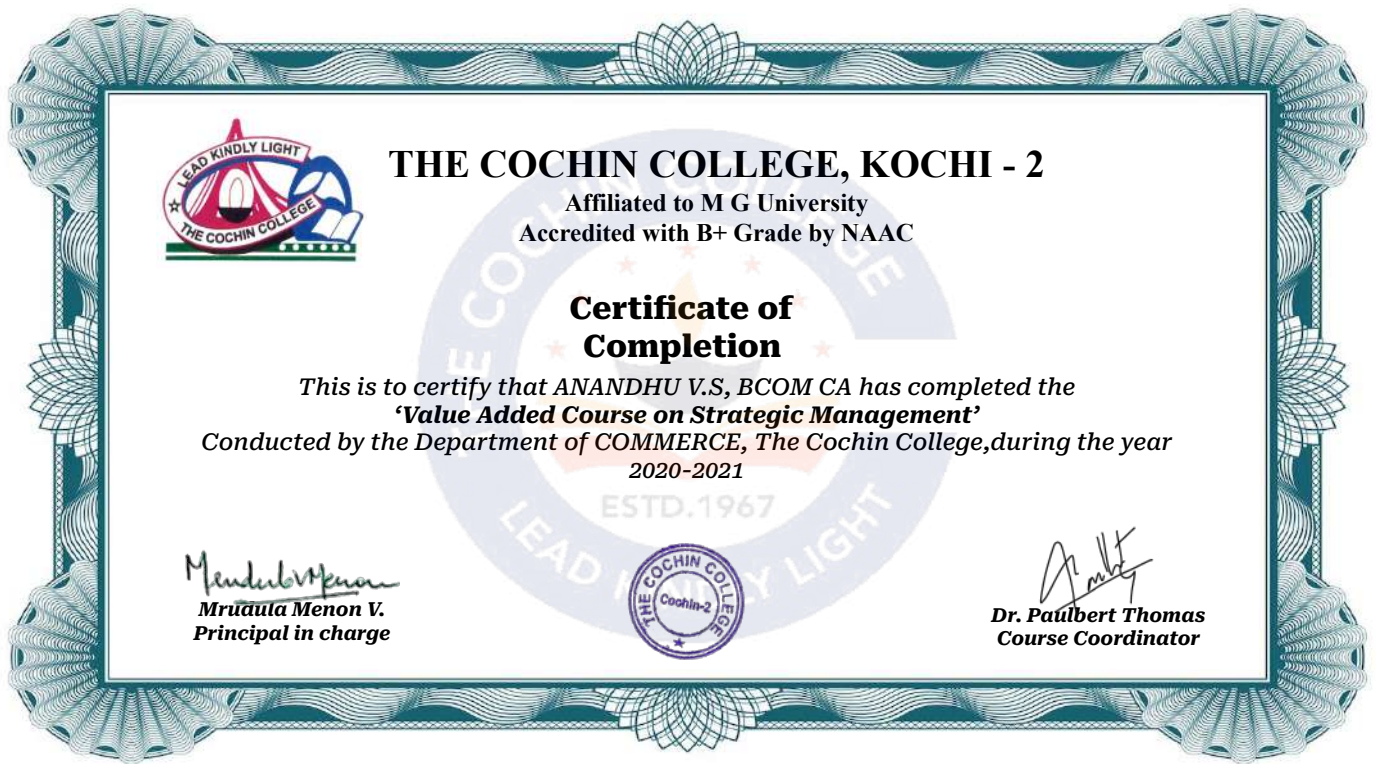 LEAD KINDLY LIGHT
THE COCHIN COLLEGE
THE COCHIN COLLEGE, KOCHI - 2
Affiliated to M G University
Accredited with B+ Grade by NAAC
THE COCHIN COLLEGE
Certificate of
Completion
This is to certify that ANANDHU V.S, BCOM CA has completed the
‘Value Added Course on Strategic Management’
Conducted by the Department of COMMERCE, The Cochin College,during the year
2020-2021
ESTD.1967
LEAD KINDLY LIGHT
Mrudula Menon V.
Principal in charge
THE COCHIN COLLEGE
Cochin-2
Dr. Paulbert Thomas
Course Coordinator